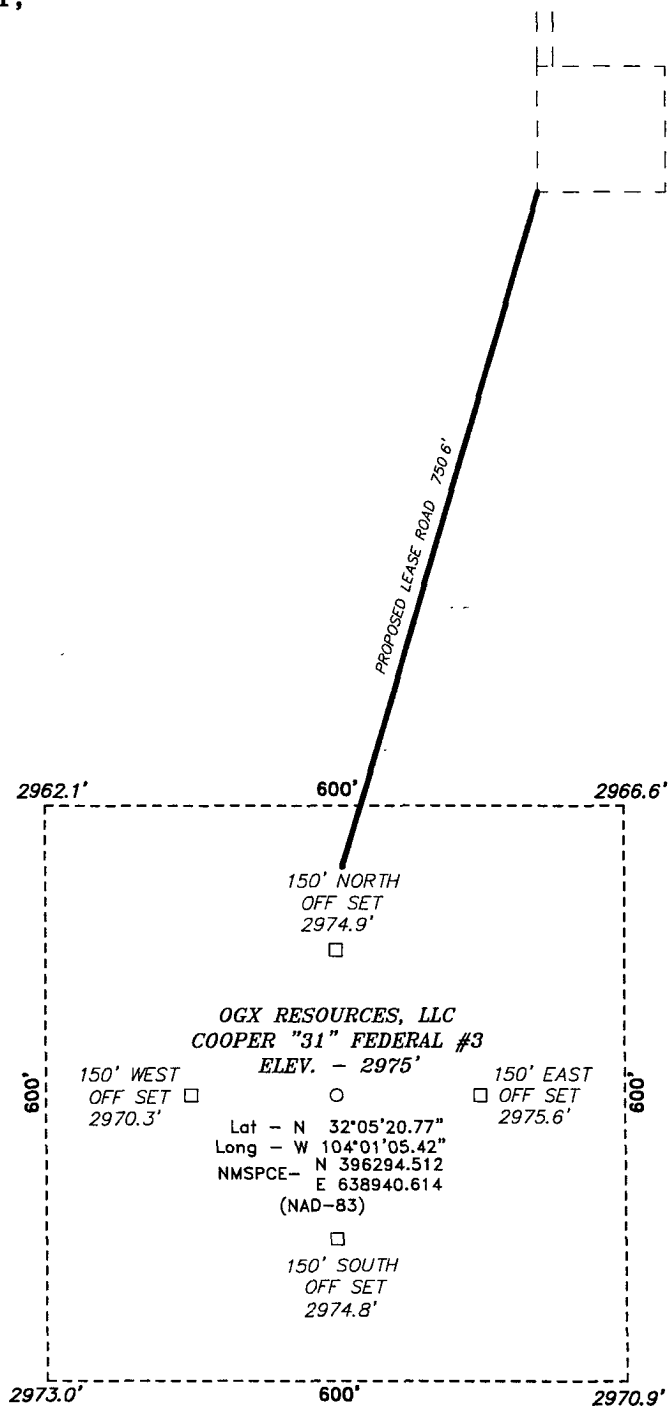 PROPOSED LEASE ROAD 750 6'
2962.1'
600'
2966.6'
150' NORTH
OFF SET
2974.9'
OGX RESOURCES, LLC
COOPER "31" FEDERAL #3
ELEV. - 2975'
600'
150' WEST
OFF SET
2970.3'
150' EAST
OFF SET
2975.6'
600'
Lat - N 32°05'20.77"
Long - W 104°01'05.42"
NMSPCE- N 396294.512
E 638940.614
(NAD-83)
150' SOUTH
OFF SET
2974.8'
2973.0'
600'
2970.9'